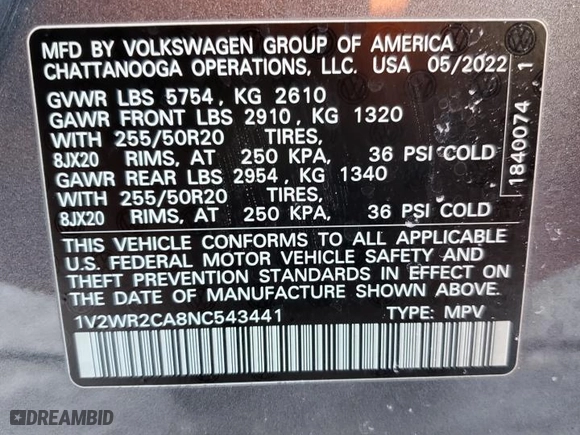 MFD BY VOLKSWAGEN GROUP OF AMERICA
CHATTANOOGA OPERATIONS, LLC. USA 05/2022
GVWR LBS 5754 , KG 2610
GAWR FRONT LBS 2910, KG 1320
WITH 255/50R20 TIRES,
8JX20 RIMS, AT 250 KPA, 36 PSI COLD
GAWR REAR LBS 2954 , KG 1340
WITH 255/50R20 TIRES,
8JX20 RIMS, AT 250 KPA, 36 PSI COLD
THIS VEHICLE CONFORMS TO ALL APPLICABLE
U.S. FEDERAL MOTOR VEHICLE SAFETY AND
THEFT PREVENTION STANDARDS IN EFFECT ON
THE DATE OF MANUFACTURE SHOWN ABOVE.
1V2WR2CA8NC543441 TYPE: MPV
1840074 1
DREAMBID